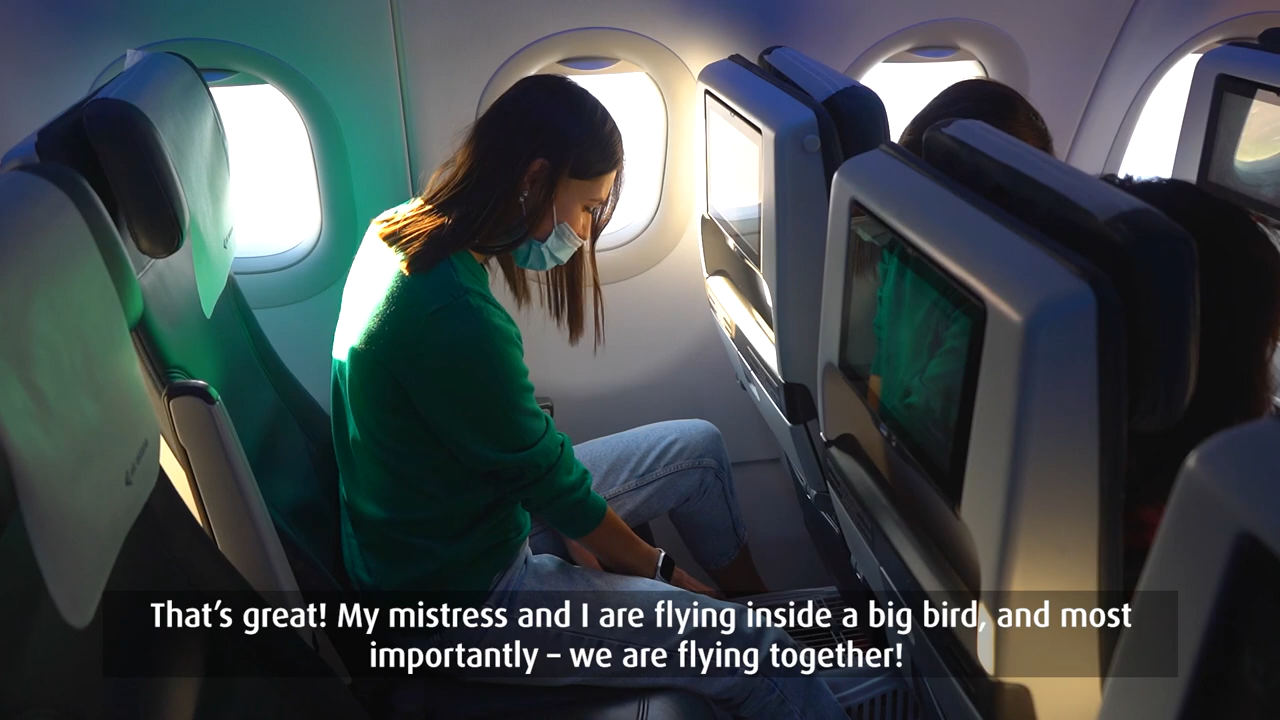 That's great! My mistress and I are flying inside a big bird, and most
importantly – we are flying together!